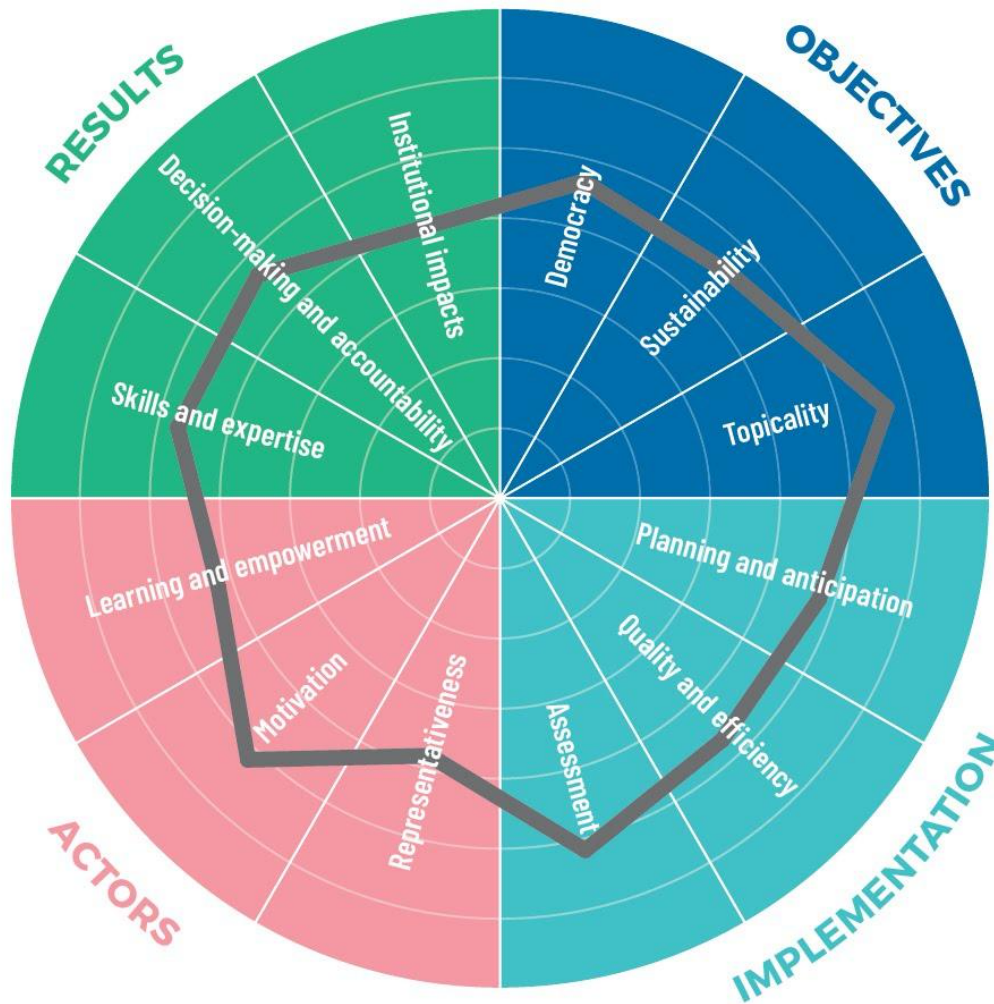 RESULTS
OBJECTIVES
Institutional impacts
Decision-making and accountability
Skills and expertise
Democracy
Sustainability
Topicality
Learning and empowerment
Motivation
Representativeness
Planning and anticipation
Quality and efficiency
Assessment
ACTORS
IMPLEMENTATION